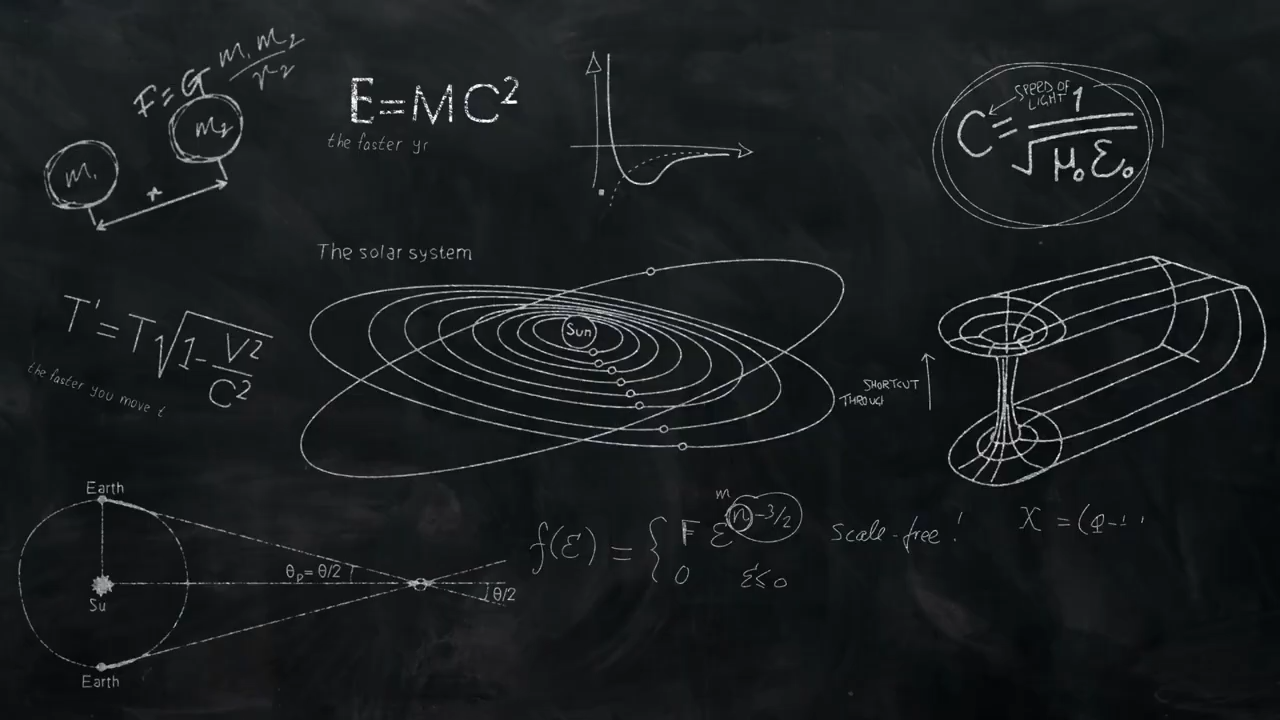 F=G m₁m₂/r²
m₁
m₂
r
E=MC²
the faster yr
SPEED OF
LIGHT
C=1/√μ₀ε₀
The solar system
Sun
T'=T√1-V²/C²
the faster you move t
SHORTCUT
THROUGH
Earth
Su
Earth
θₚ=θ/2
θ/2
m
f(ε) = { F ε^n-3/2
0 ε<0
scale-free!